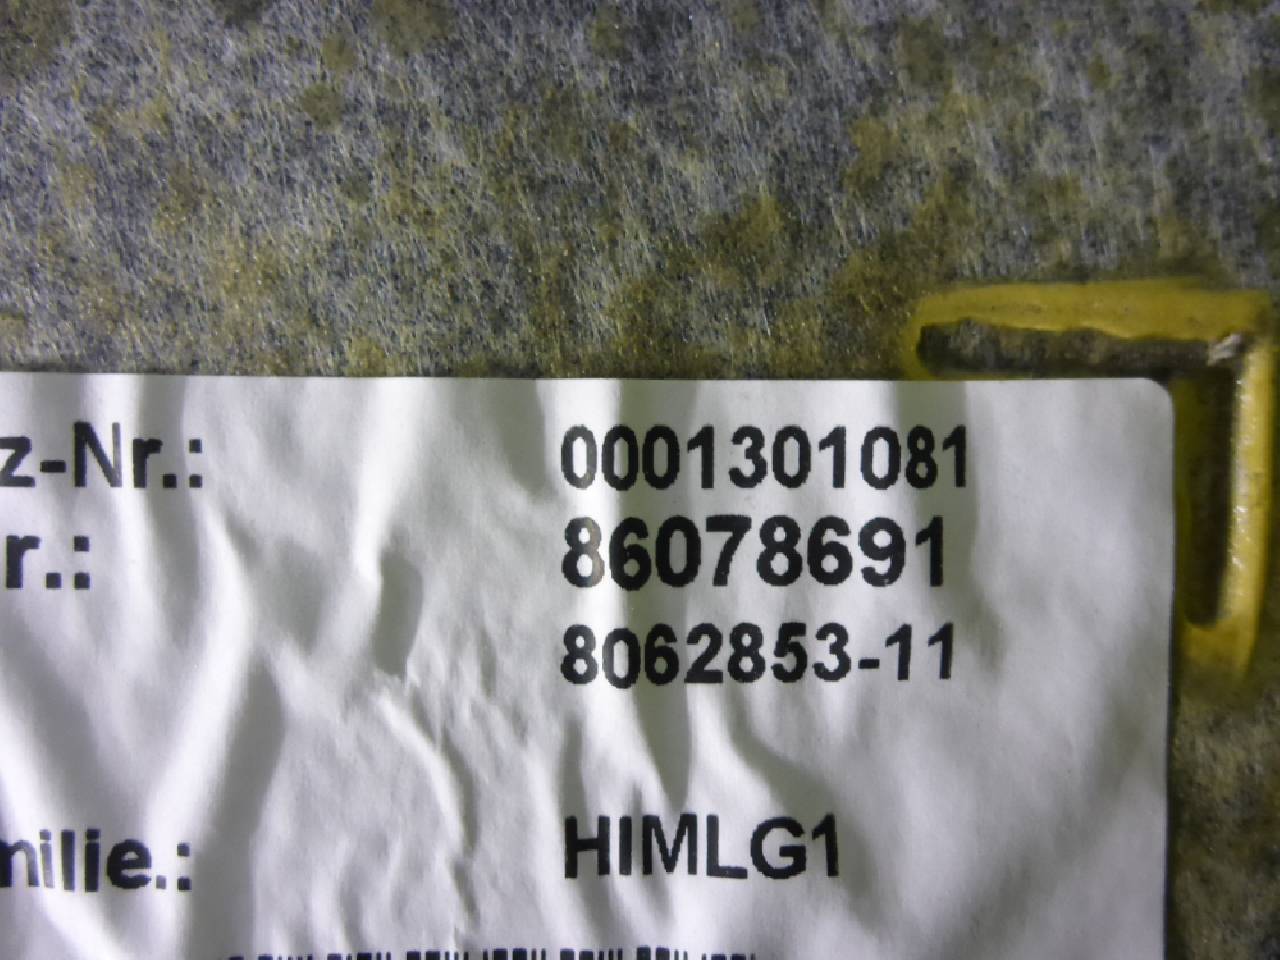 z-Nr.: 0001301081
r.: 86078691
8062853-11
milie.: HIMLG1